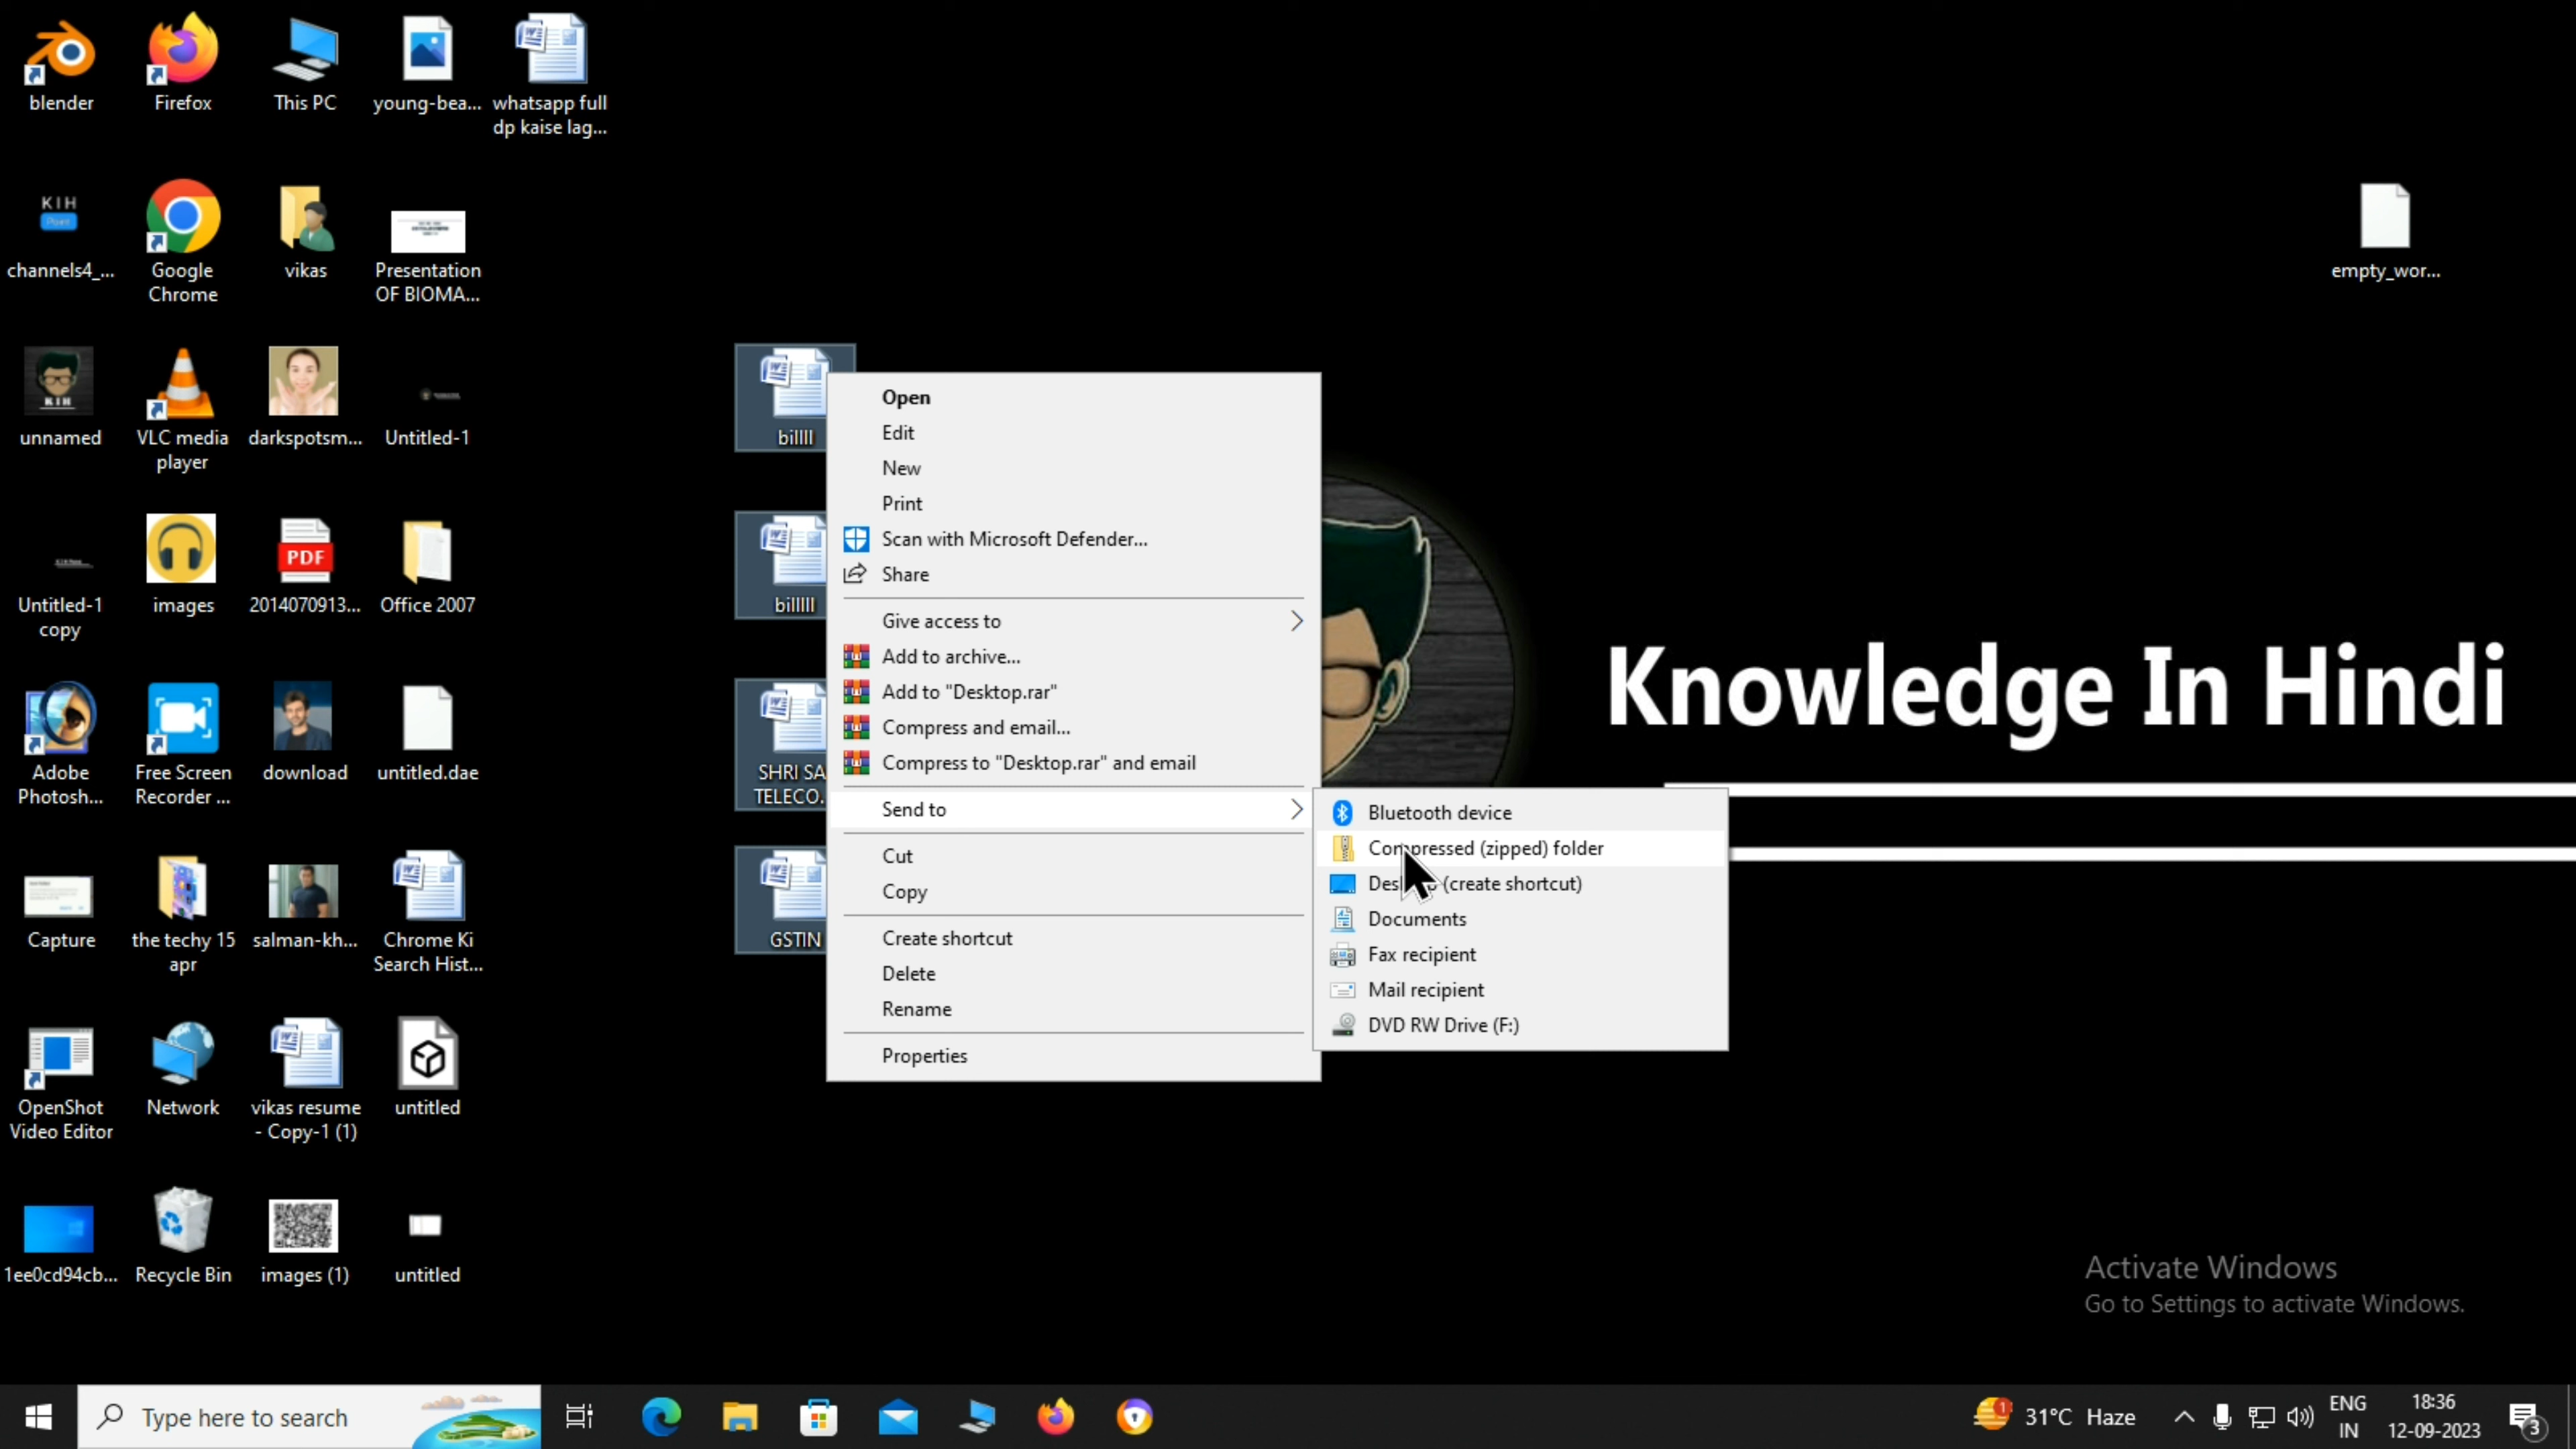 blender
Firefox
This PC
young-bea...
whatsapp full
dp kaise lag...
channels4_...
Google
Chrome
vikas
Presentation
OF BIOMA...
empty_wor...
KIH
unnamed
VLC media
player
darkspotsm...
Untitled-1
Untitled-1
copy
images
PDF
2014070913...
Office 2007
Adobe
Photosh...
Free Screen
Recorder ...
download
untitled.dae
Capture
the techy 15
apr
salman-kh...
Chrome Ki
Search Hist...
OpenShot
Video Editor
Network
vikas resume
- Copy-1 (1)
untitled
1ee0cd94cb...
Recycle Bin
images (1)
untitled
billll
billlll
SHRI SA
TELECO.
GSTIN
Open
Edit
New
Print
Scan with Microsoft Defender...
Share
Give access to
Add to archive...
Add to "Desktop.rar"
Compress and email...
Compress to "Desktop.rar" and email
Send to
Cut
Copy
Create shortcut
Delete
Rename
Properties
Bluetooth device
Compressed (zipped) folder
(create shortcut)
Documents
Fax recipient
Mail recipient
DVD RW Drive (F:)
Knowledge In Hindi
Activate Windows
Go to Settings to activate Windows.
Type here to search
1
31°C Haze
ENG
IN
18:36
12-09-2023
3